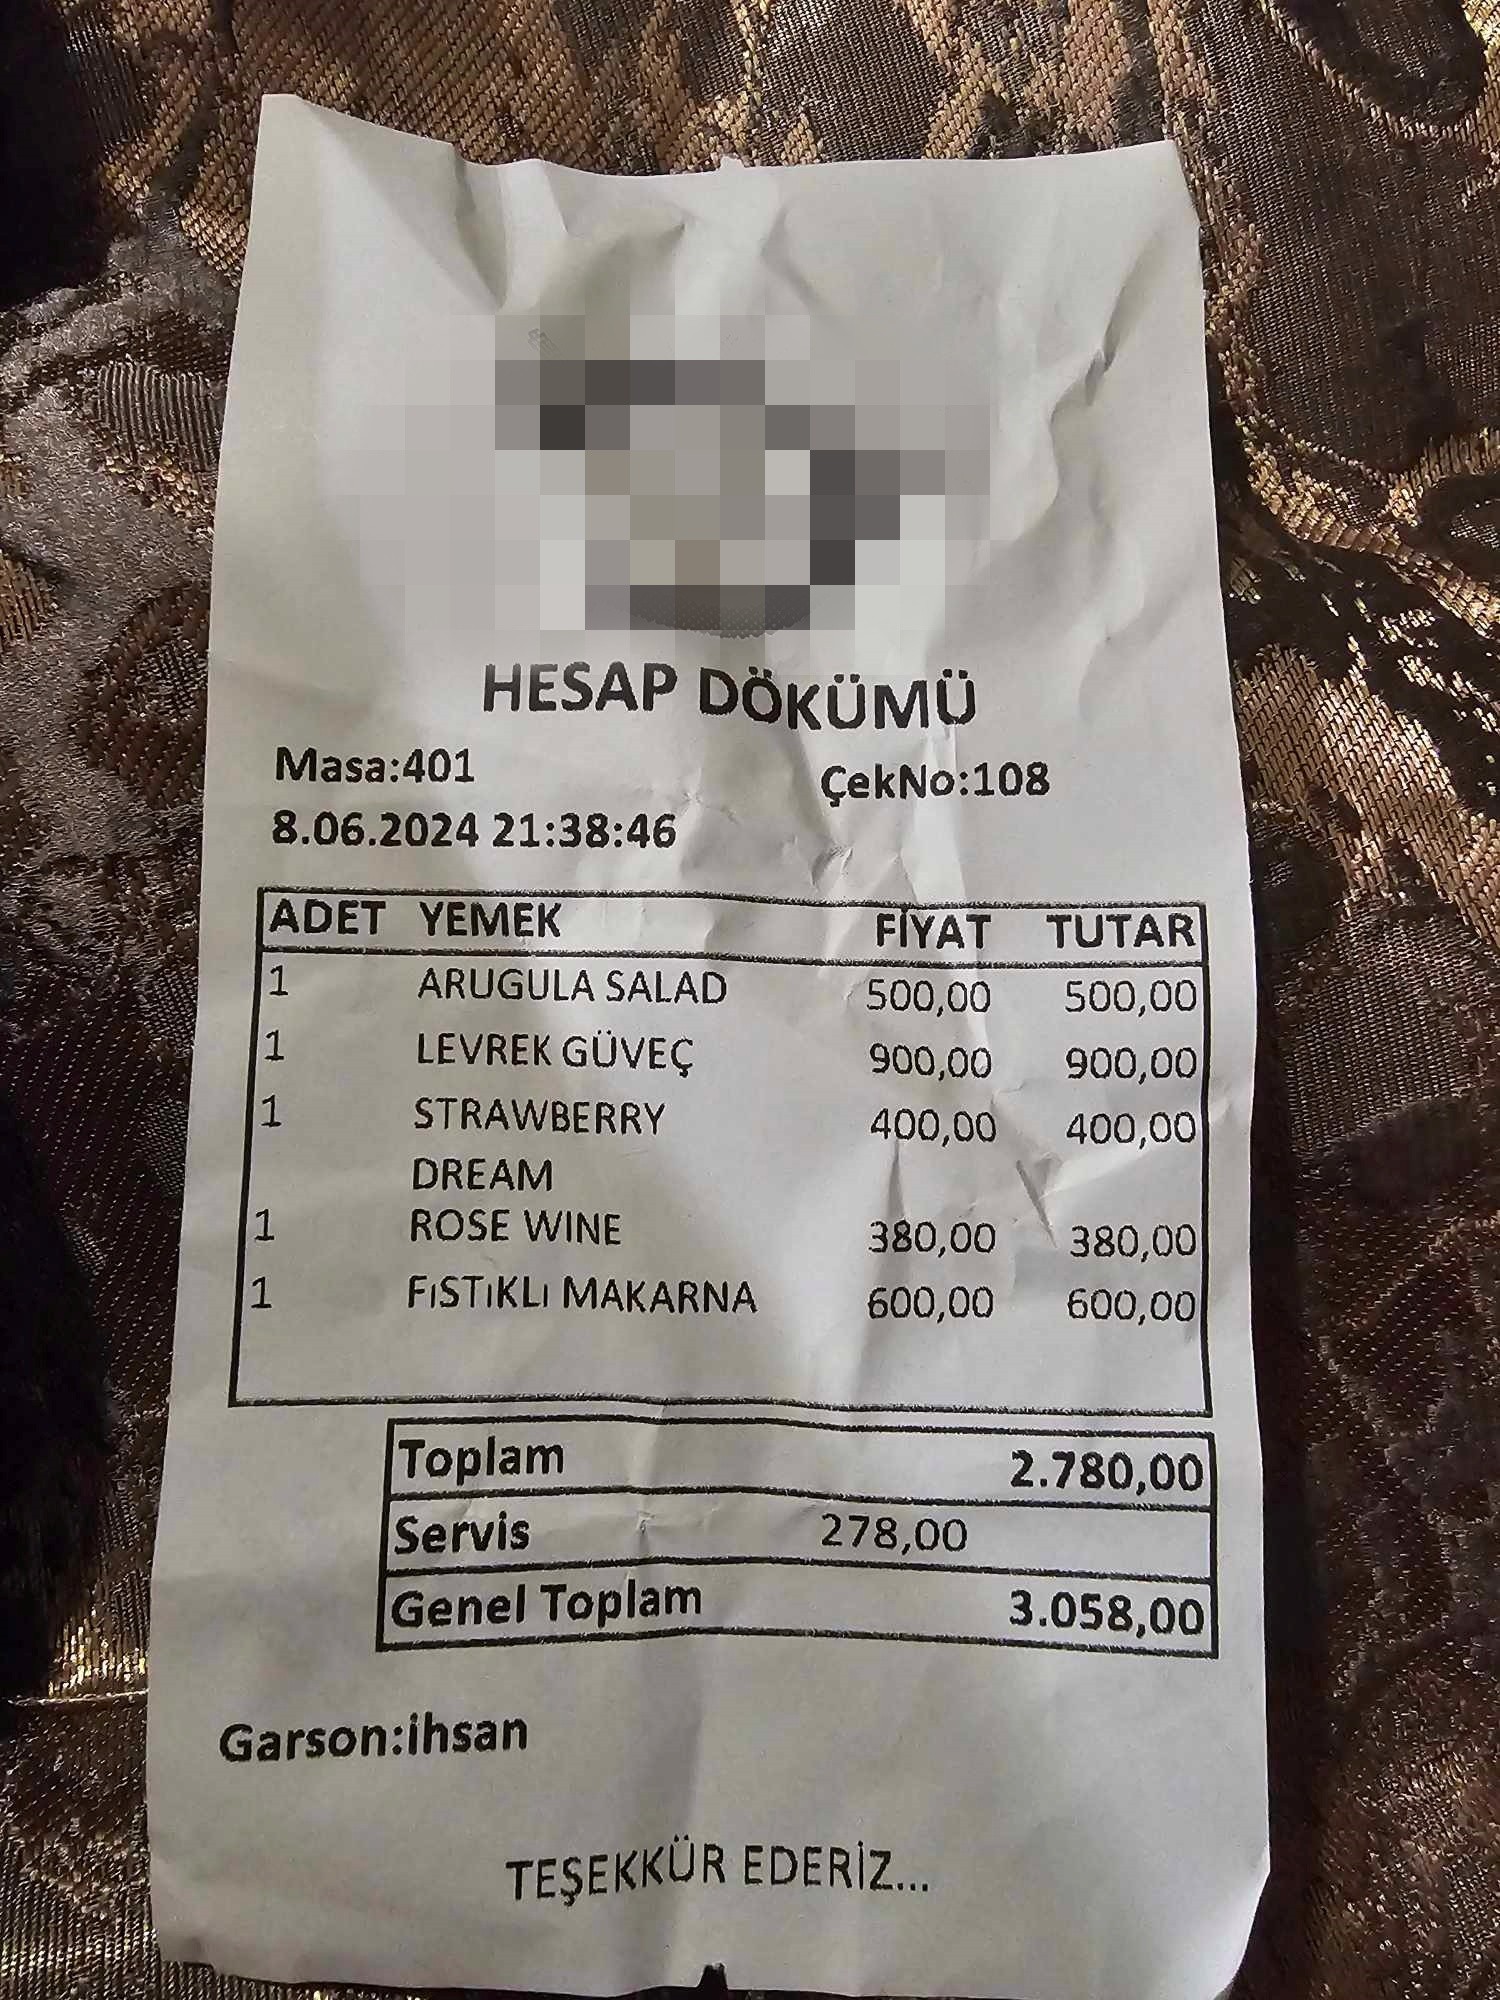 HESAP DÖKÜMÜ
Masa:401 ÇekNo:108
8.06.2024 21:38:46
ADET YEMEK FİYAT TUTAR
1 ARUGULA SALAD 500,00 500,00
1 LEVREK GÜVEÇ 900,00 900,00
1 STRAWBERRY 400,00 400,00
DREAM
1 ROSE WINE 380,00 380,00
1 FıSTıKLı MAKARNA 600,00 600,00
Toplam 2.780,00
Servis 278,00
Genel Toplam 3.058,00
Garson:ihsan
TEŞEKKÜR EDERİZ...